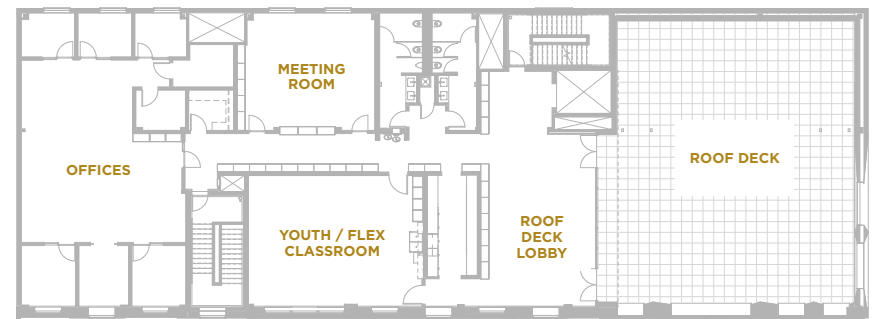 MEETING
ROOM
OFFICES
ROOF DECK
YOUTH / FLEX
CLASSROOM
ROOF
DECK
LOBBY